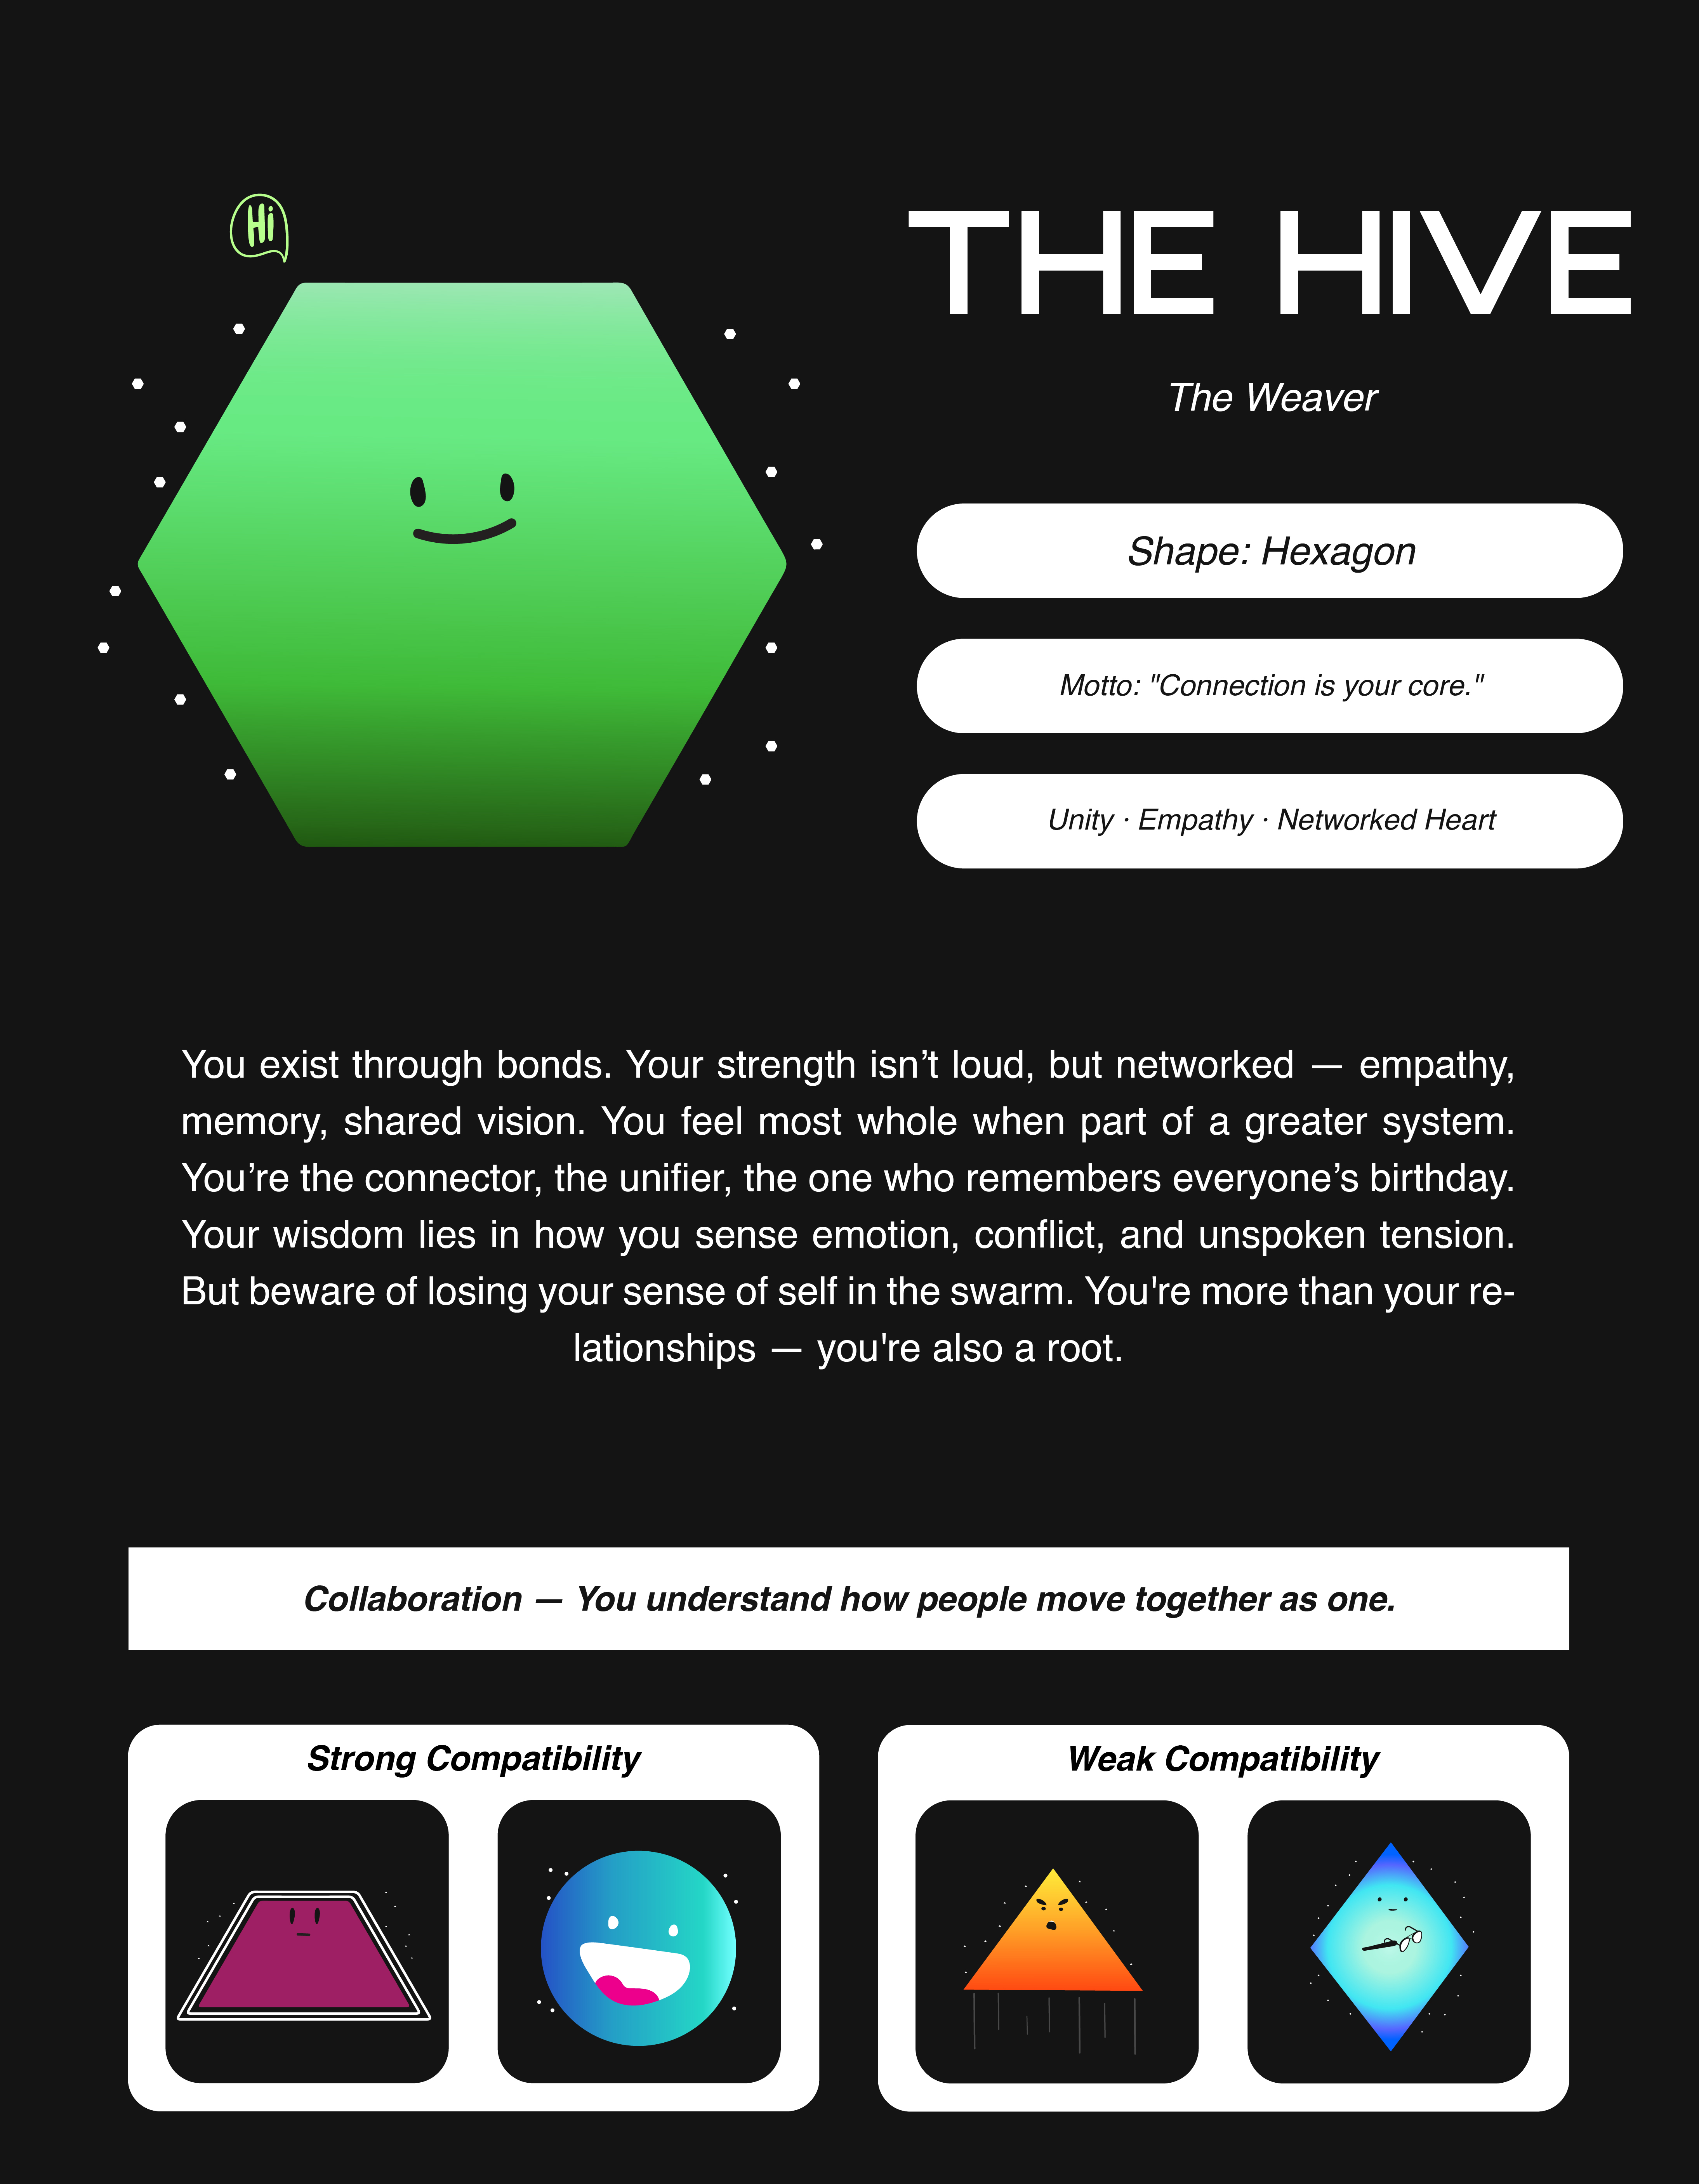 Hi
THE HIVE
The Weaver
Shape: Hexagon
Motto: "Connection is your core."
Unity · Empathy · Networked Heart
You exist through bonds. Your strength isn’t loud, but networked — empathy,
memory, shared vision. You feel most whole when part of a greater system.
You’re the connector, the unifier, the one who remembers everyone’s birthday.
Your wisdom lies in how you sense emotion, conflict, and unspoken tension.
But beware of losing your sense of self in the swarm. You're more than your re-
lationships — you're also a root.
Collaboration — You understand how people move together as one.
Strong Compatibility
Weak Compatibility